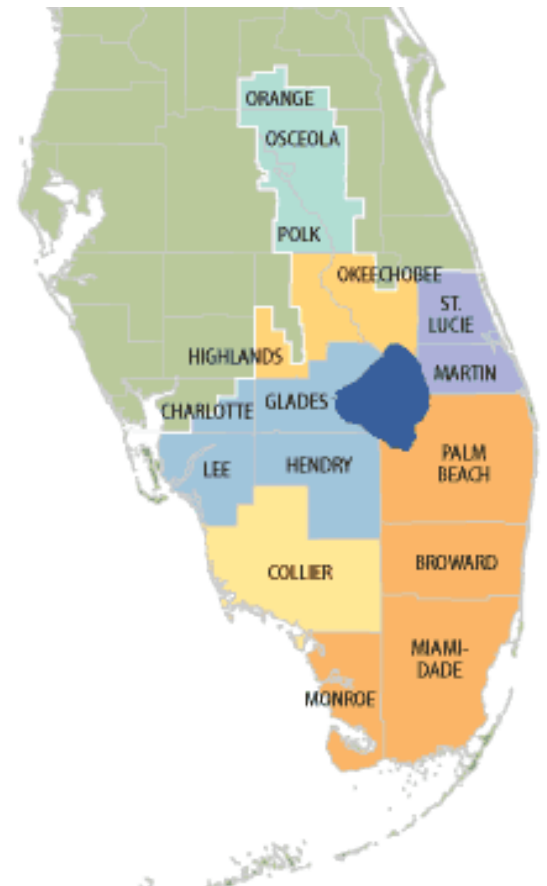 ORANGE
OSCEOLA
POLK
OKEECHOBEE
ST.
LUCIE
HIGHLANDS
MARTIN
CHARLOTTE
GLADES
PALM
BEACH
LEE
HENDRY
COLLIER
BROWARD
MIAMI-
DADE
MONROE